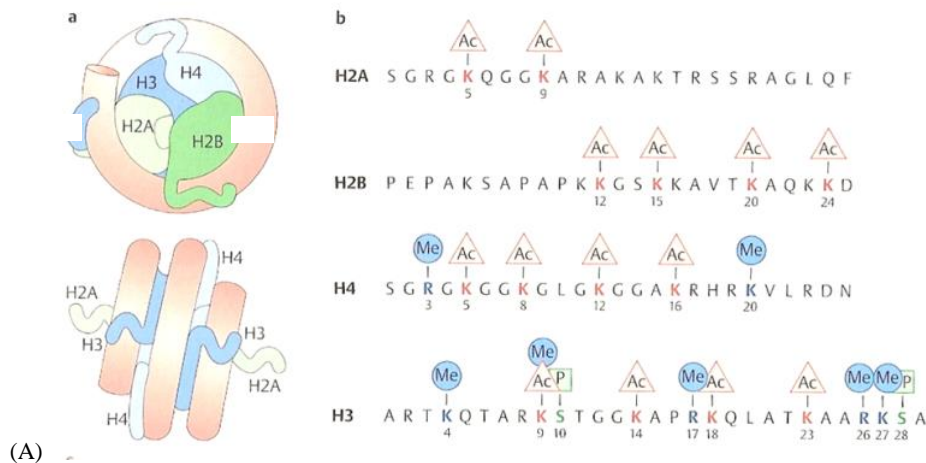 a
H3
H4
H2A
H2B
H4
H2A
H3
H3
H2A
H4
(A)
b
Ac Ac
H2A S G R G K Q G G K A R A K A K T R S S R A G L Q F
5 9
Ac Ac Ac Ac
H2B P E P A K S A P A P K K G S K K A V T K A Q K K D
12 15 20 24
Me Ac Ac Ac Ac Me
H4 S G R G K G G K G L G K G G A K R H R K V L R D N
3 5 8 12 16 20
Me Me Ac P Ac Me Ac Ac Me Me P
H3 A R T K Q T A R K S T G G K A P R K Q L A T K A A R K S A
4 9 10 14 17 18 23 26 27 28